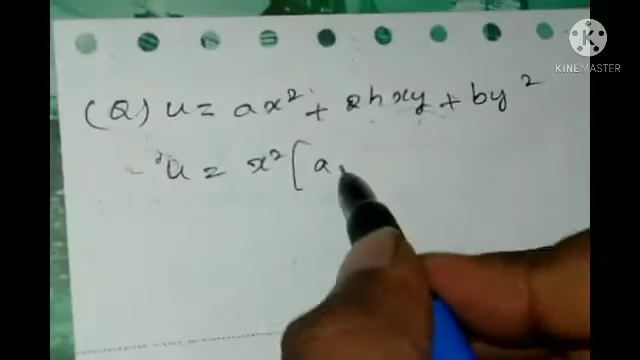 KINEMASTER
(Q) u = ax² + 2hxy + by²
u = x² [ a